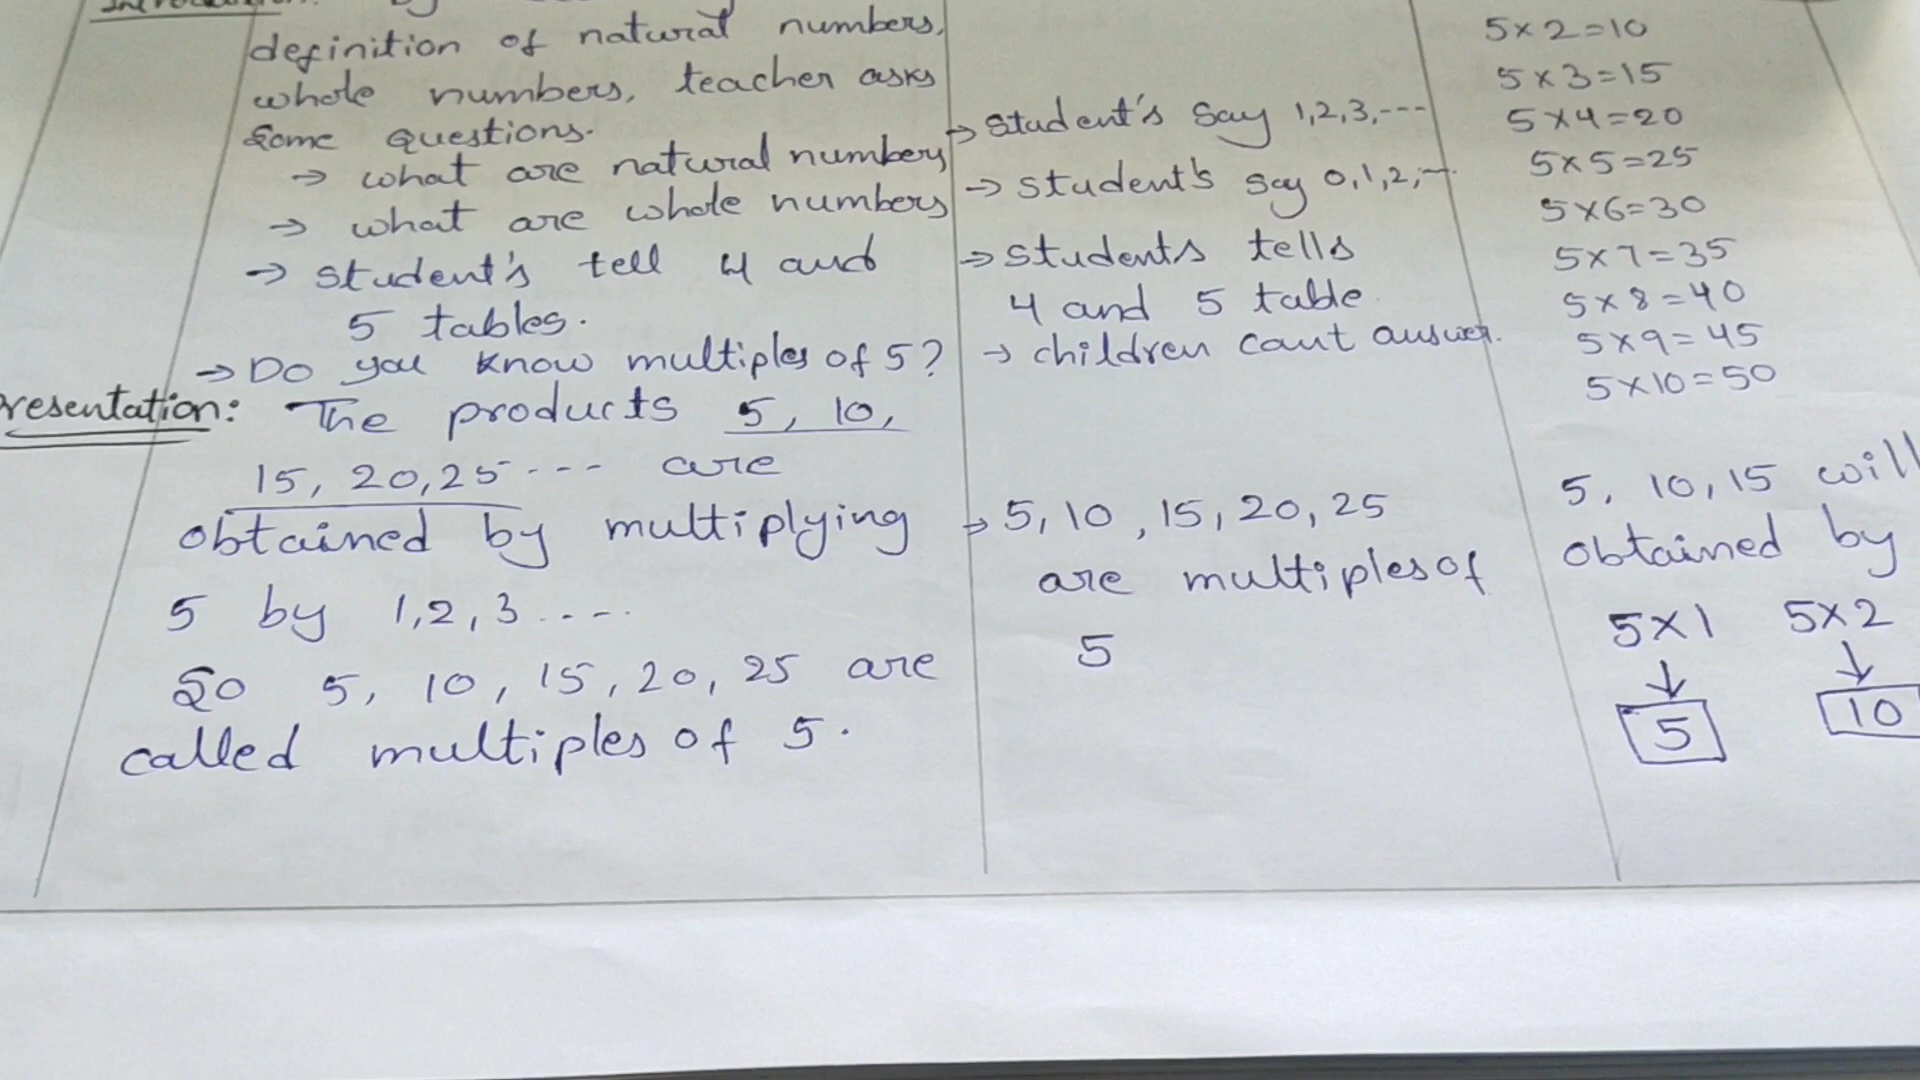 definition of natural numbers,
whole numbers, teacher asks
Some questions.
→ what are natural numbers
→ what are whole numbers
→ student's tell 4 and
5 tables.
→ Do you know multiples of 5?
resentation: The products 5, 10,
15, 20, 25---- are
obtained by multiplying
5 by 1,2,3....
So 5, 10, 15, 20, 25 are
called multiples of 5.
→ student's say 1,2,3,---
→ student's say 0,1,2,--
→ students tells
4 and 5 table
→ children cant answer.
→ 5, 10, 15, 20, 25
are multiples of
5
5×2=10
5×3=15
5×4=20
5×5=25
5×6=30
5×7=35
5×8=40
5×9=45
5×10=50
5, 10, 15 will
obtained by
5×1 5×2
↓ ↓
5 10